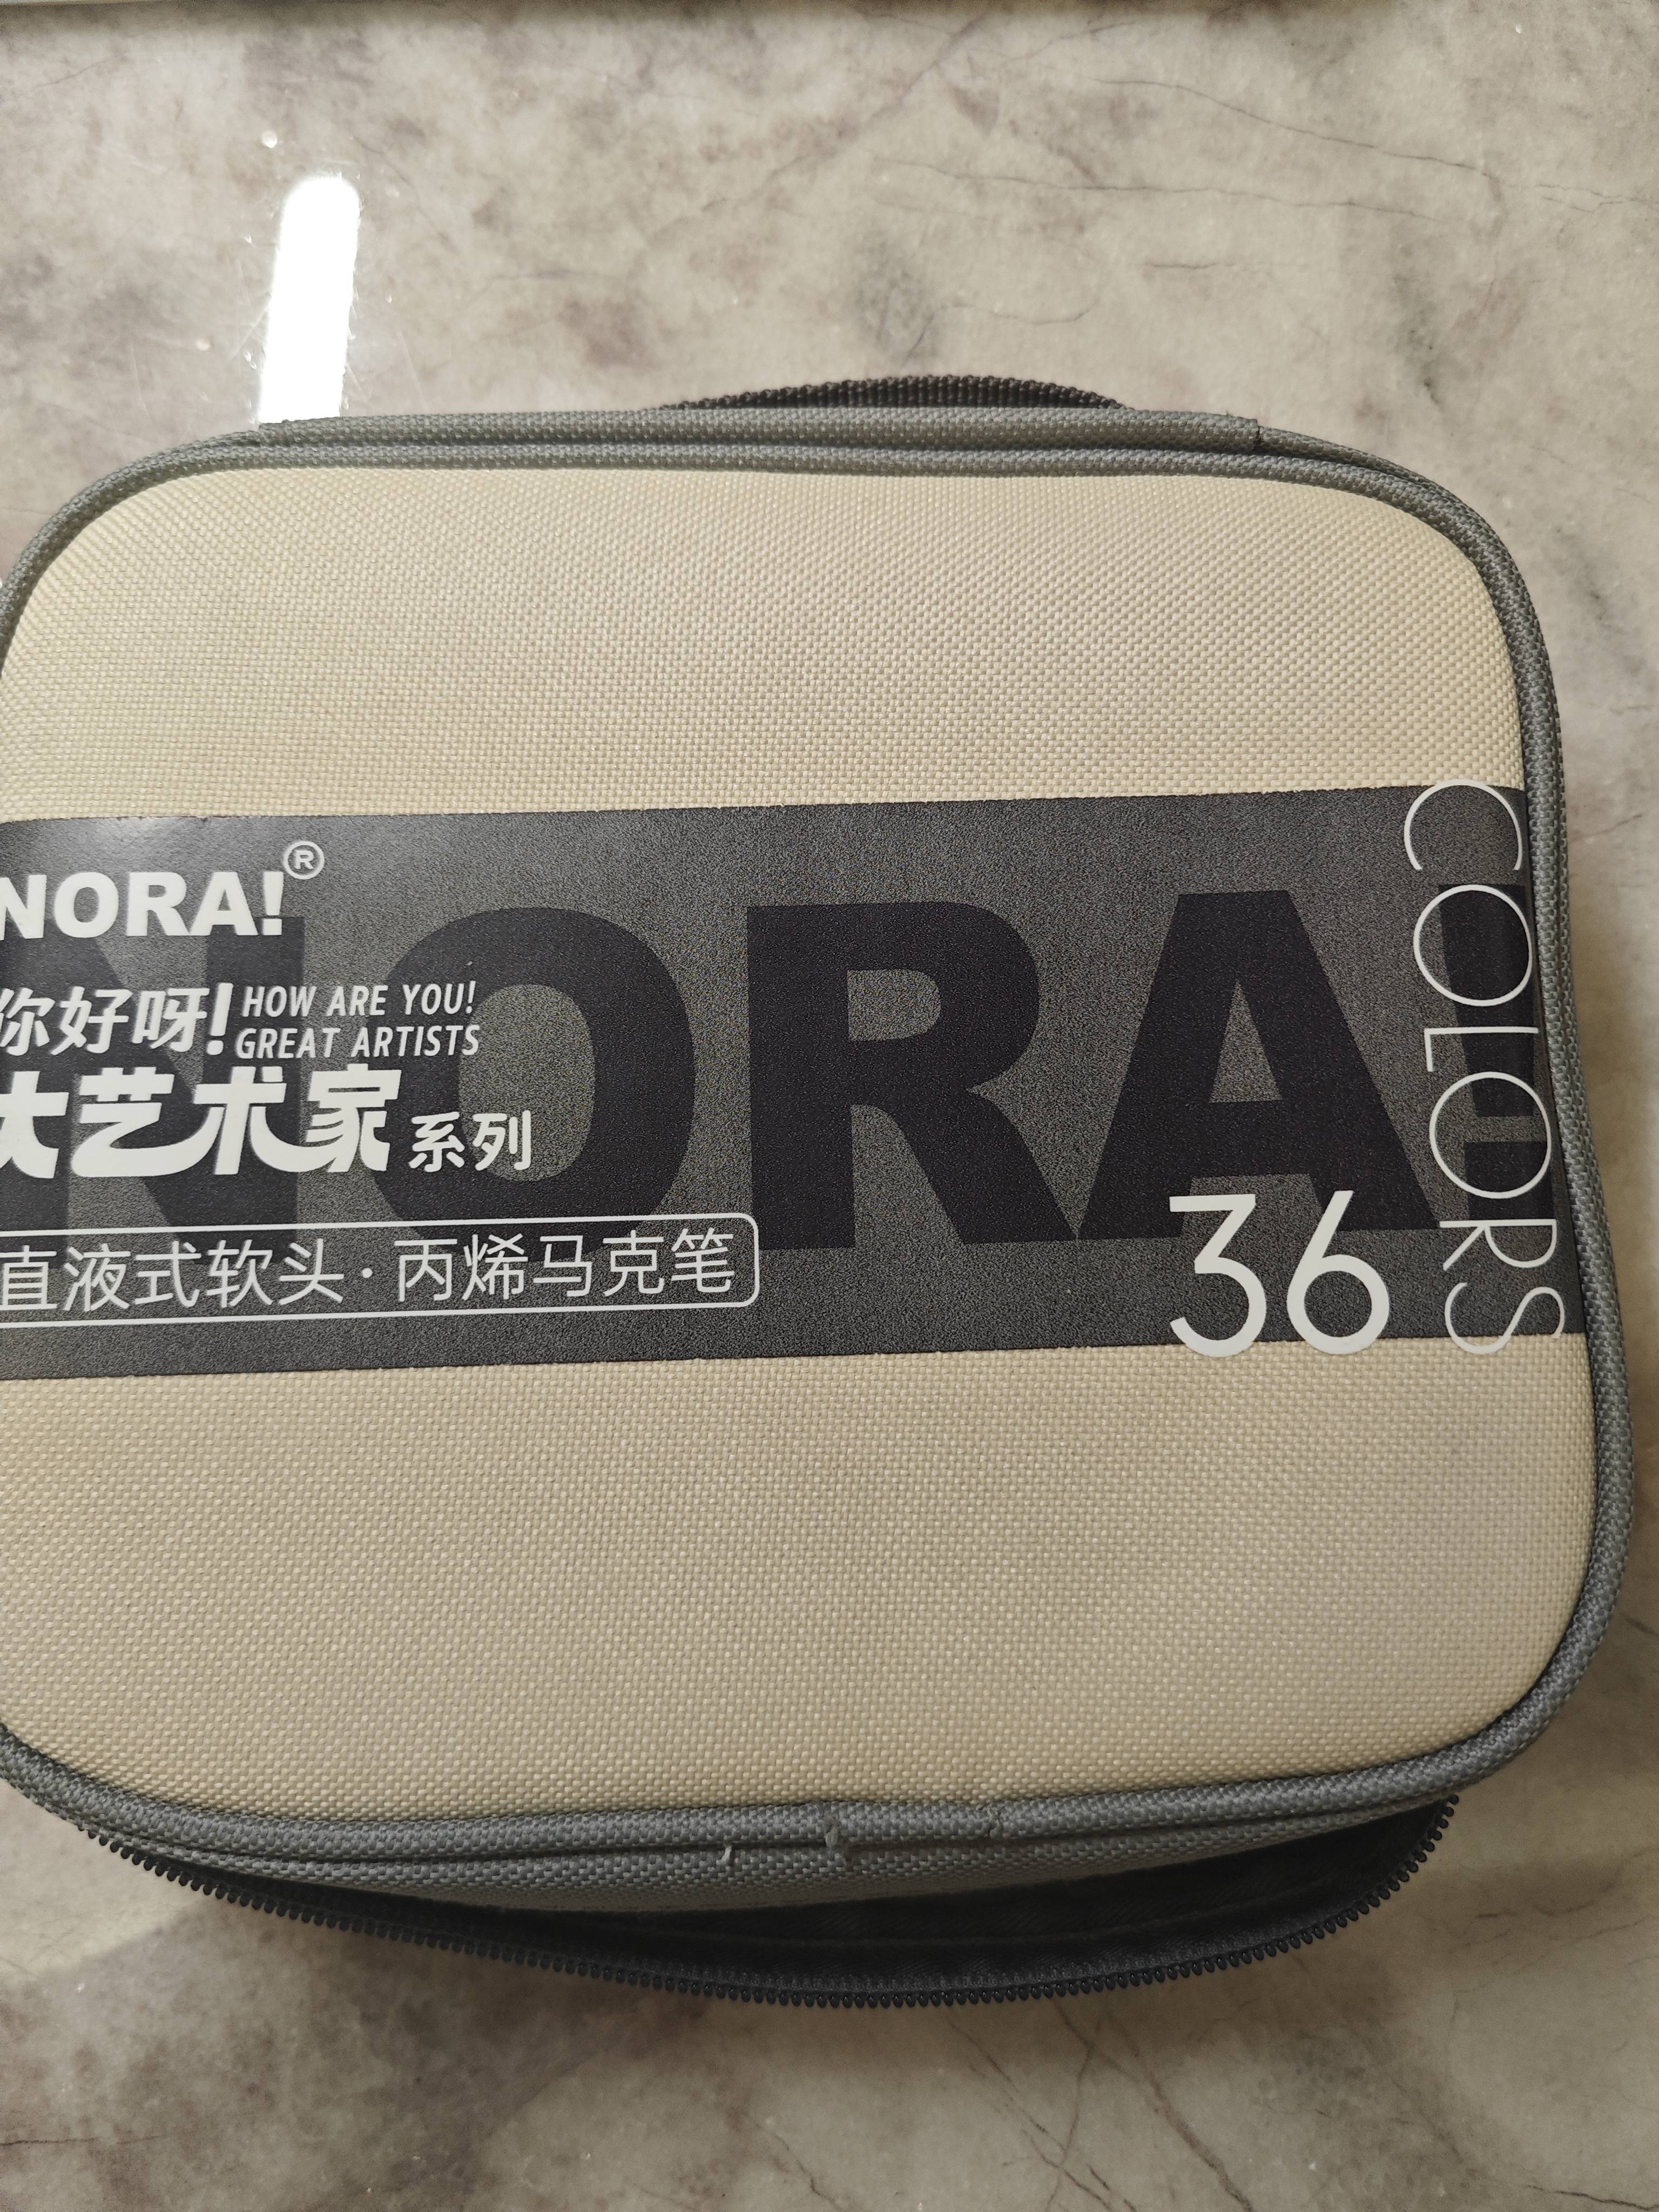 NORA!®
你好呀! HOW ARE YOU!
GREAT ARTISTS
大艺术家系列
直液式软头·丙烯马克笔
NORA!
36
COLORS